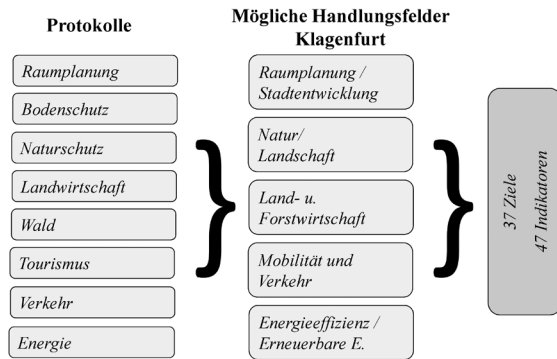 Protokolle
Raumplanung
Bodenschutz
Naturschutz
Landwirtschaft
Wald
Tourismus
Verkehr
Energie
Mögliche Handlungsfelder
Klagenfurt
Raumplanung /
Stadtentwicklung
Natur/
Landschaft
Land- u.
Forstwirtschaft
Mobilität und
Verkehr
Energieeffizienz /
Erneuerbare E.
37 Ziele
47 Indikatoren